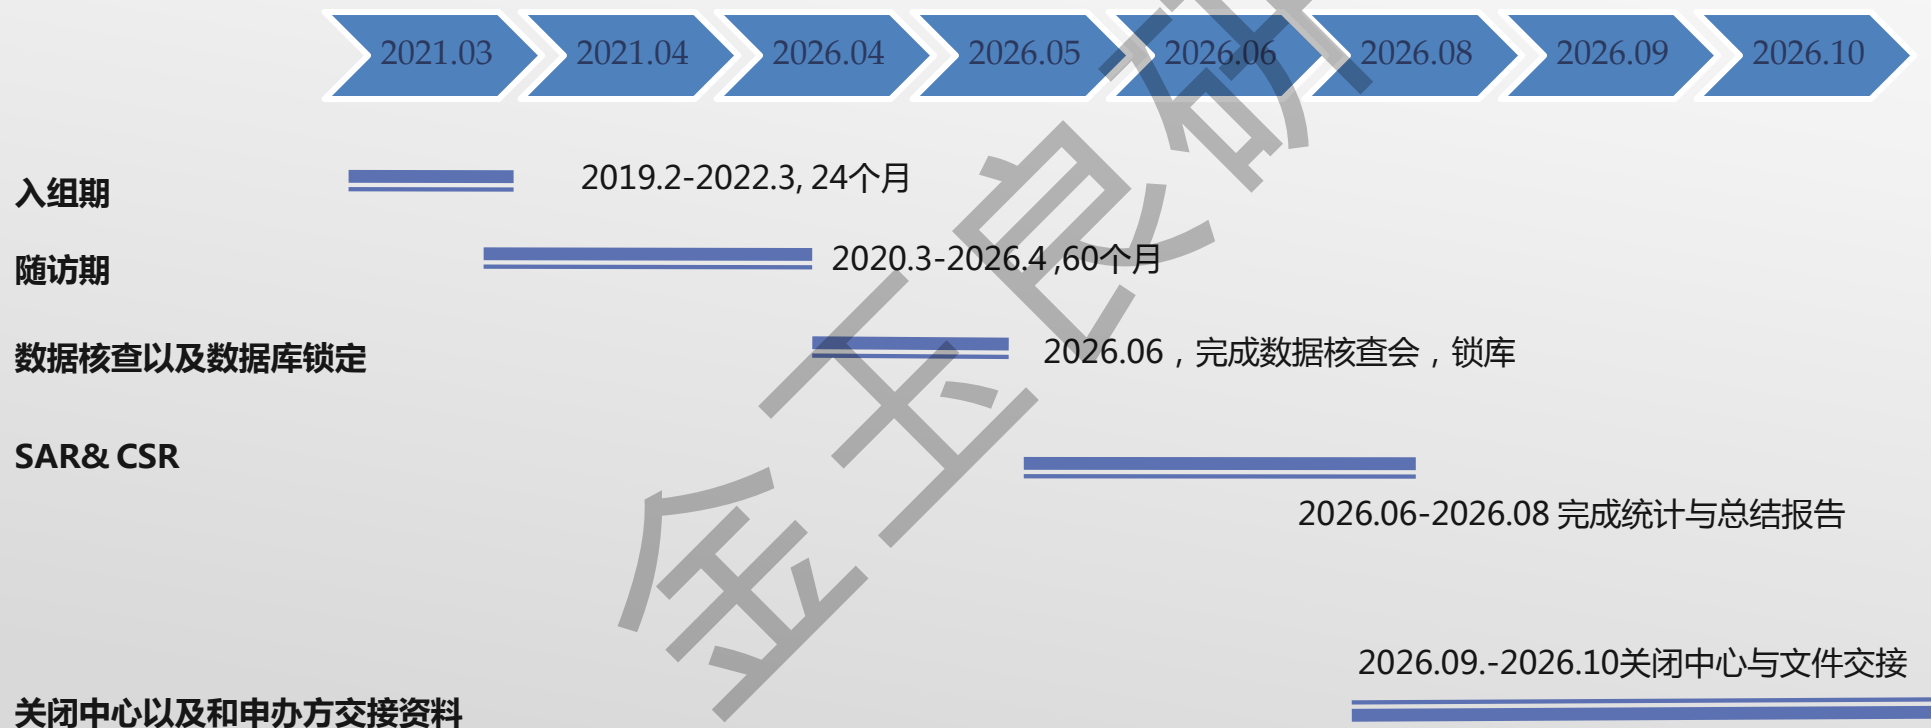 2021.03 2021.04 2026.04 2026.05 2026.06 2026.08 2026.09 2026.10
入组期 2019.2-2022.3, 24个月
随访期 2020.3-2026.4 ,60个月
数据核查以及数据库锁定 2026.06，完成数据核查会，锁库
SAR& CSR
2026.06-2026.08 完成统计与总结报告
2026.09.-2026.10关闭中心与文件交接
关闭中心以及和申办方交接资料
金玉良研